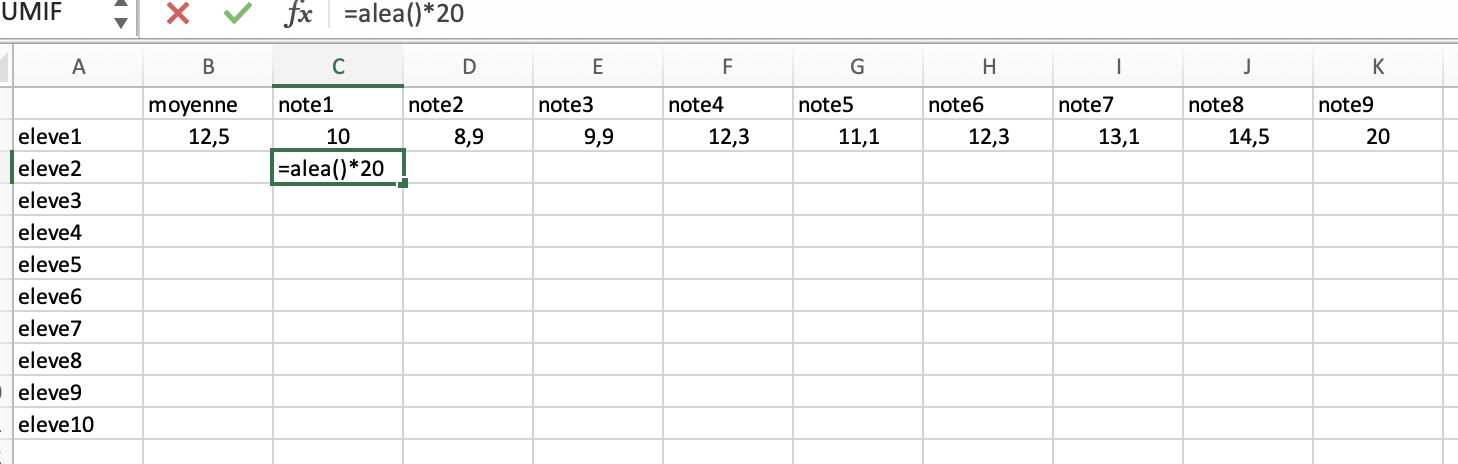 UMIF fx =alea()*20
A B C D E F G H I J K
moyenne note1 note2 note3 note4 note5 note6 note7 note8 note9
eleve1 12,5 10 8,9 9,9 12,3 11,1 12,3 13,1 14,5 20
eleve2 =alea()*20
eleve3
eleve4
eleve5
eleve6
eleve7
eleve8
eleve9
eleve10